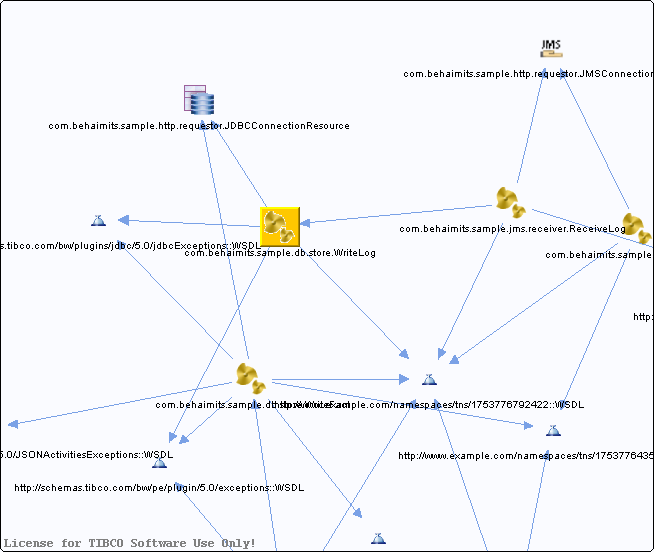 JMS
com.behaimits.sample.http.requestor.JMSConnection
com.behaimits.sample.http.requestor.JDBCConnectionResource
com.behaimits.sample.jms.receiver.ReceiveLog
s.tibco.com/bw/plugins/jdbc/5.0/jdbcExceptions::WSDL
com.behaimits.sample.db.store.WriteLog
com.behaimits.sample
http:
com.behaimits.sample.db
example.com/namespaces/tns/1753776792422::WSDL
5.0/JSONActivitiesExceptions::WSDL
http://www.example.com/namespaces/tns/1753776435
http://schemas.tibco.com/bw/pe/plugin/5.0/exceptions::WSDL
License for TIBCO Software Use Only!